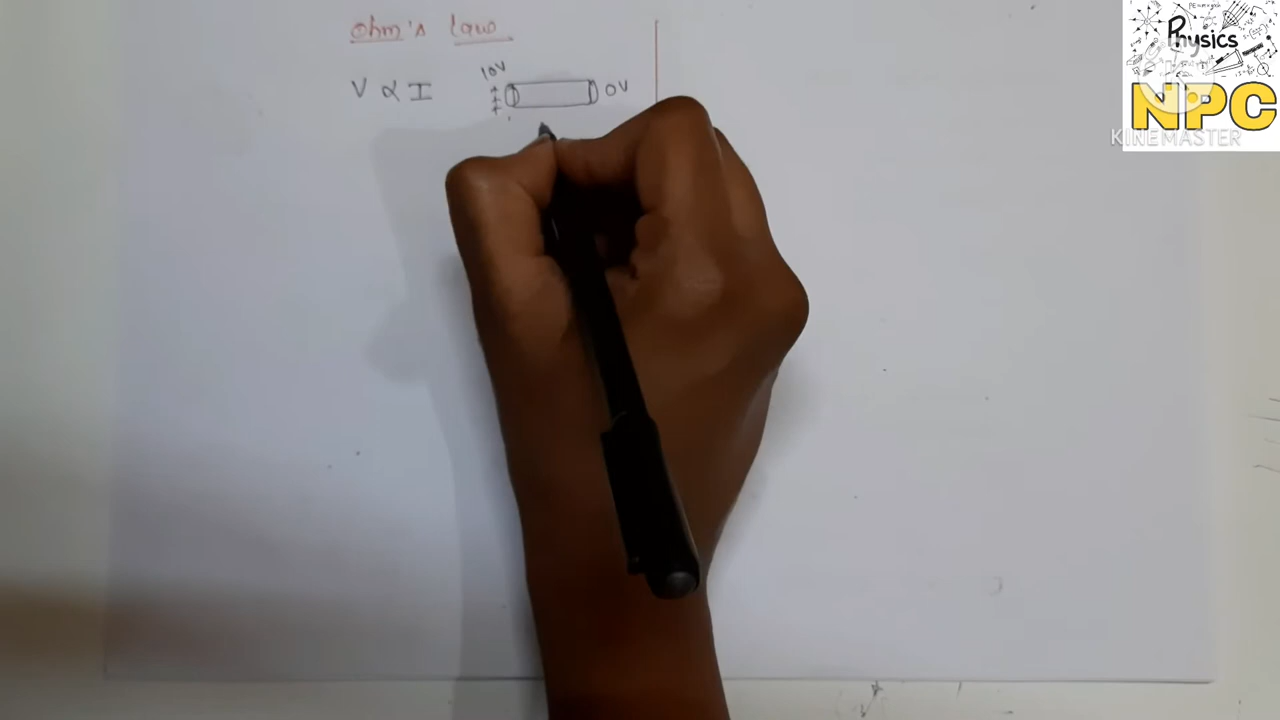 Ohm's law
V ∝ I
10V
+
+
+
0V
Physics
NPC
KINEMASTER